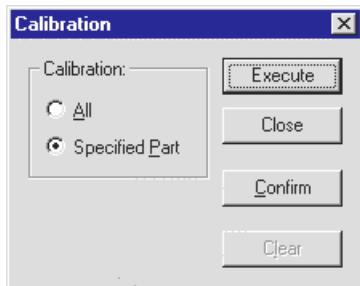 Calibration
Calibration:
All
Specified Part
Execute
Close
Confirm
Clear